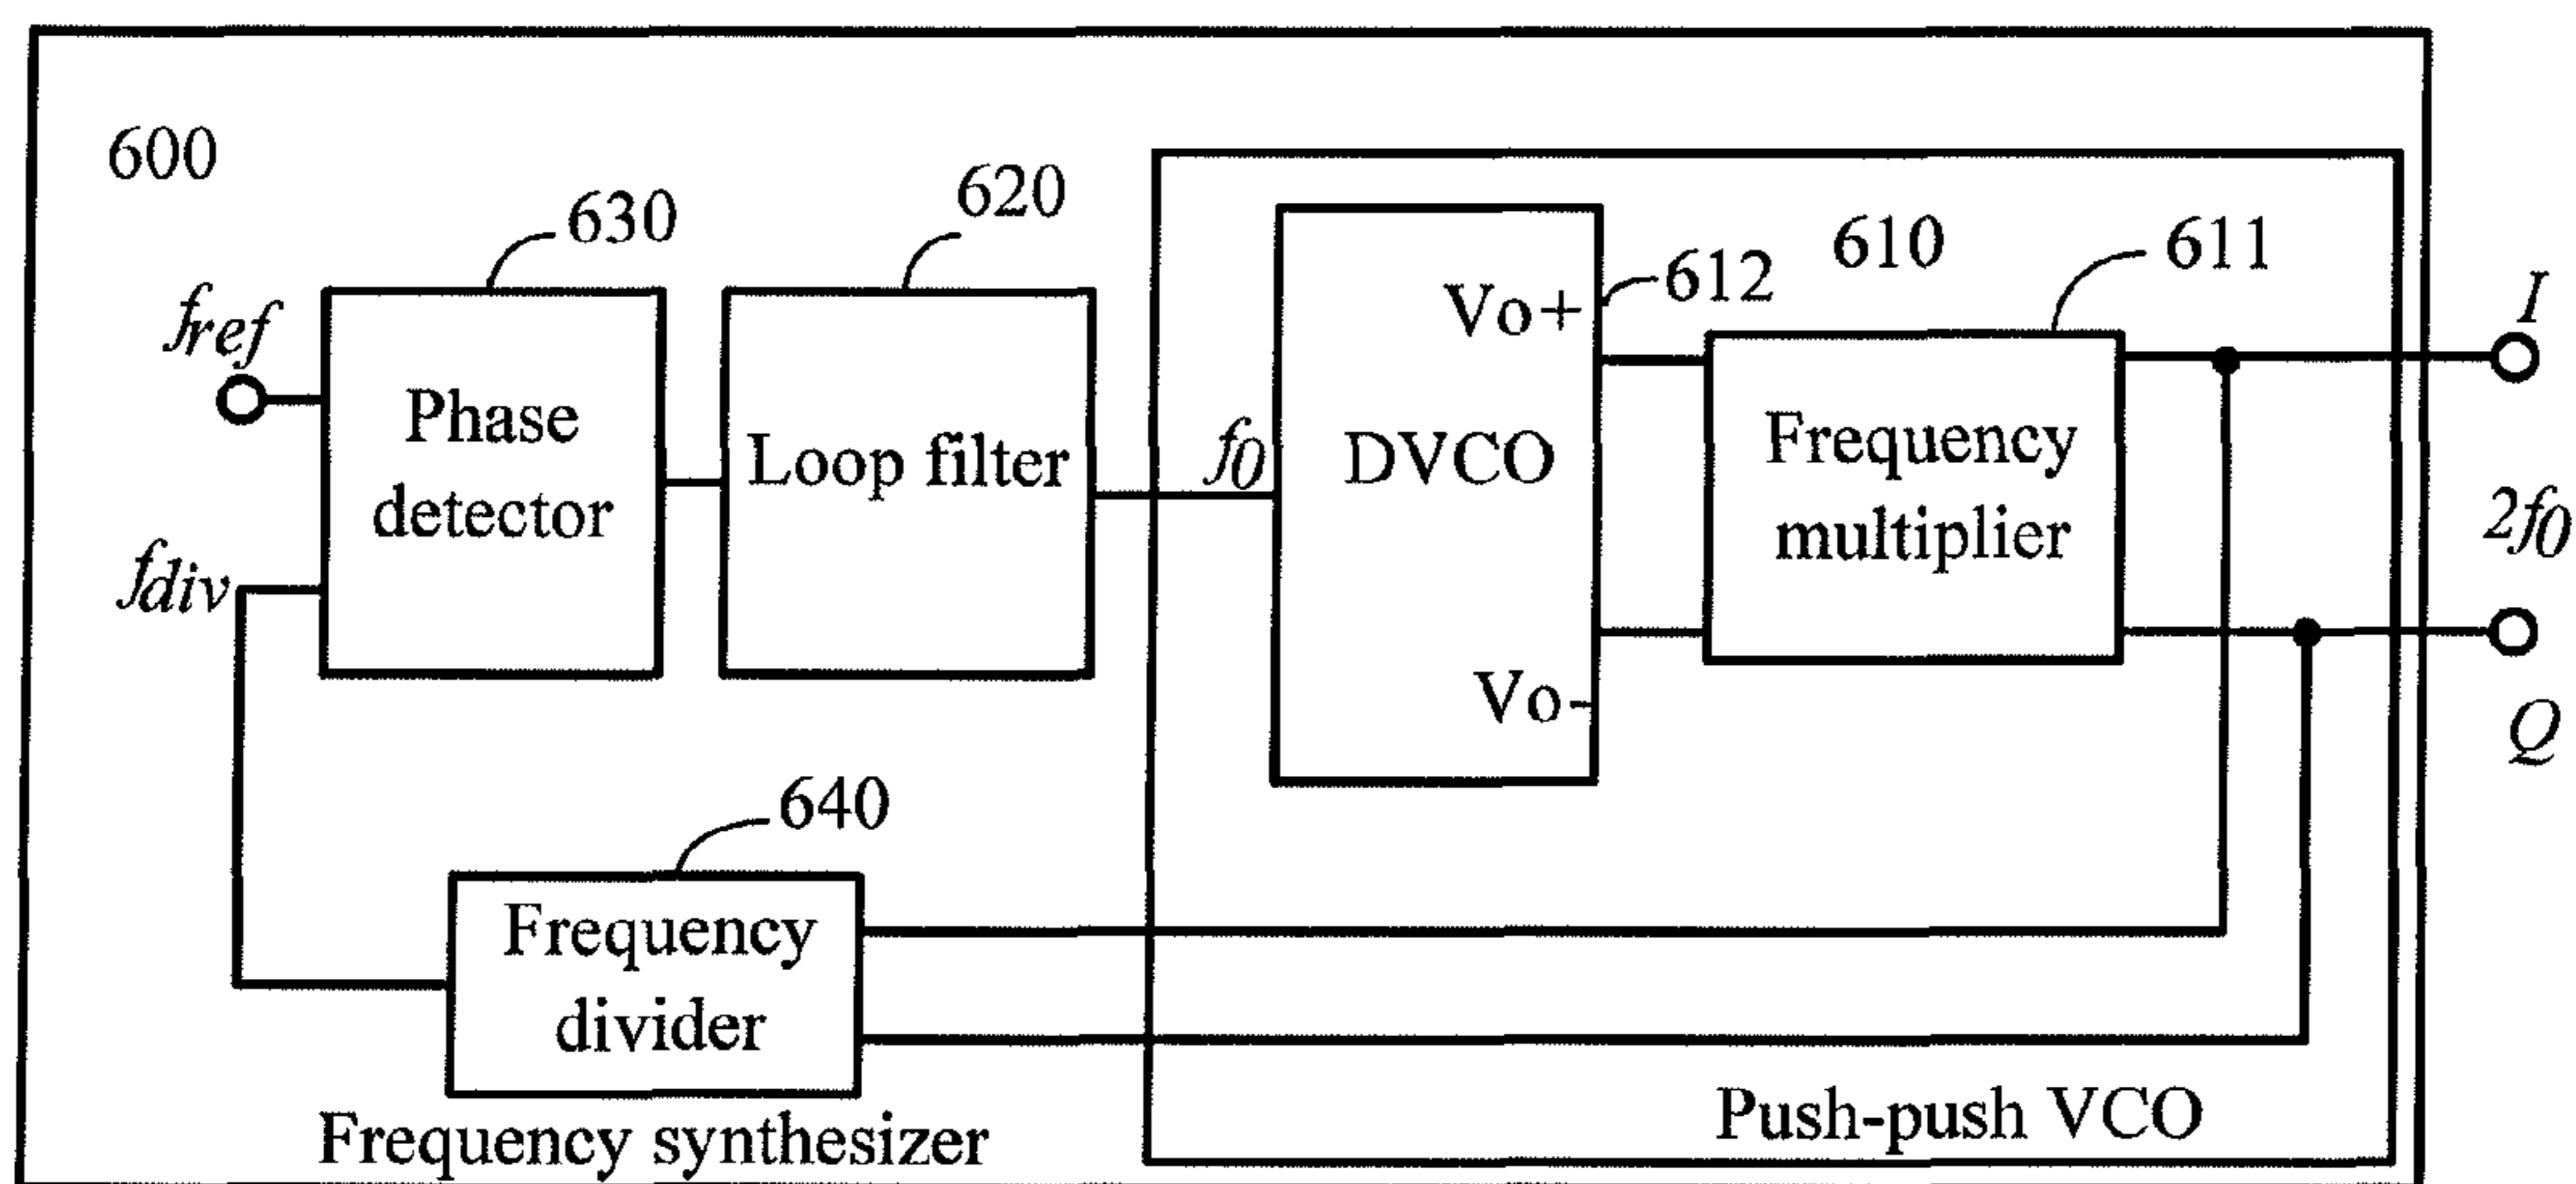 600
630
620
610
611
612
fref
fdiv
Phase
detector
Loop filter
f0
DVCO
Vo+
Vo-
Frequency
multiplier
I
2f0
Q
640
Frequency
divider
Frequency synthesizer
Push-push VCO